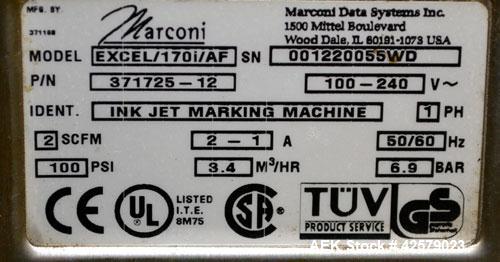 MFG. BY.
371188
Marconi
Marconi Data Systems Inc.
1500 Mittel Boulevard
Wood Dale, IL 60191-1073 USA
MODEL EXCEL/170i/AF SN 001220055WD
P/N 371725-12 100-240 V~
IDENT. INK JET MARKING MACHINE 1 PH
2 SCFM 2 - 1 A 50/60 Hz
100 PSI 3.4 M³/HR 6.9 BAR
CE UL LISTED I.T.E. 8M75 SA TÜV PRODUCT SERVICE GS
AEK Stock # 42579023